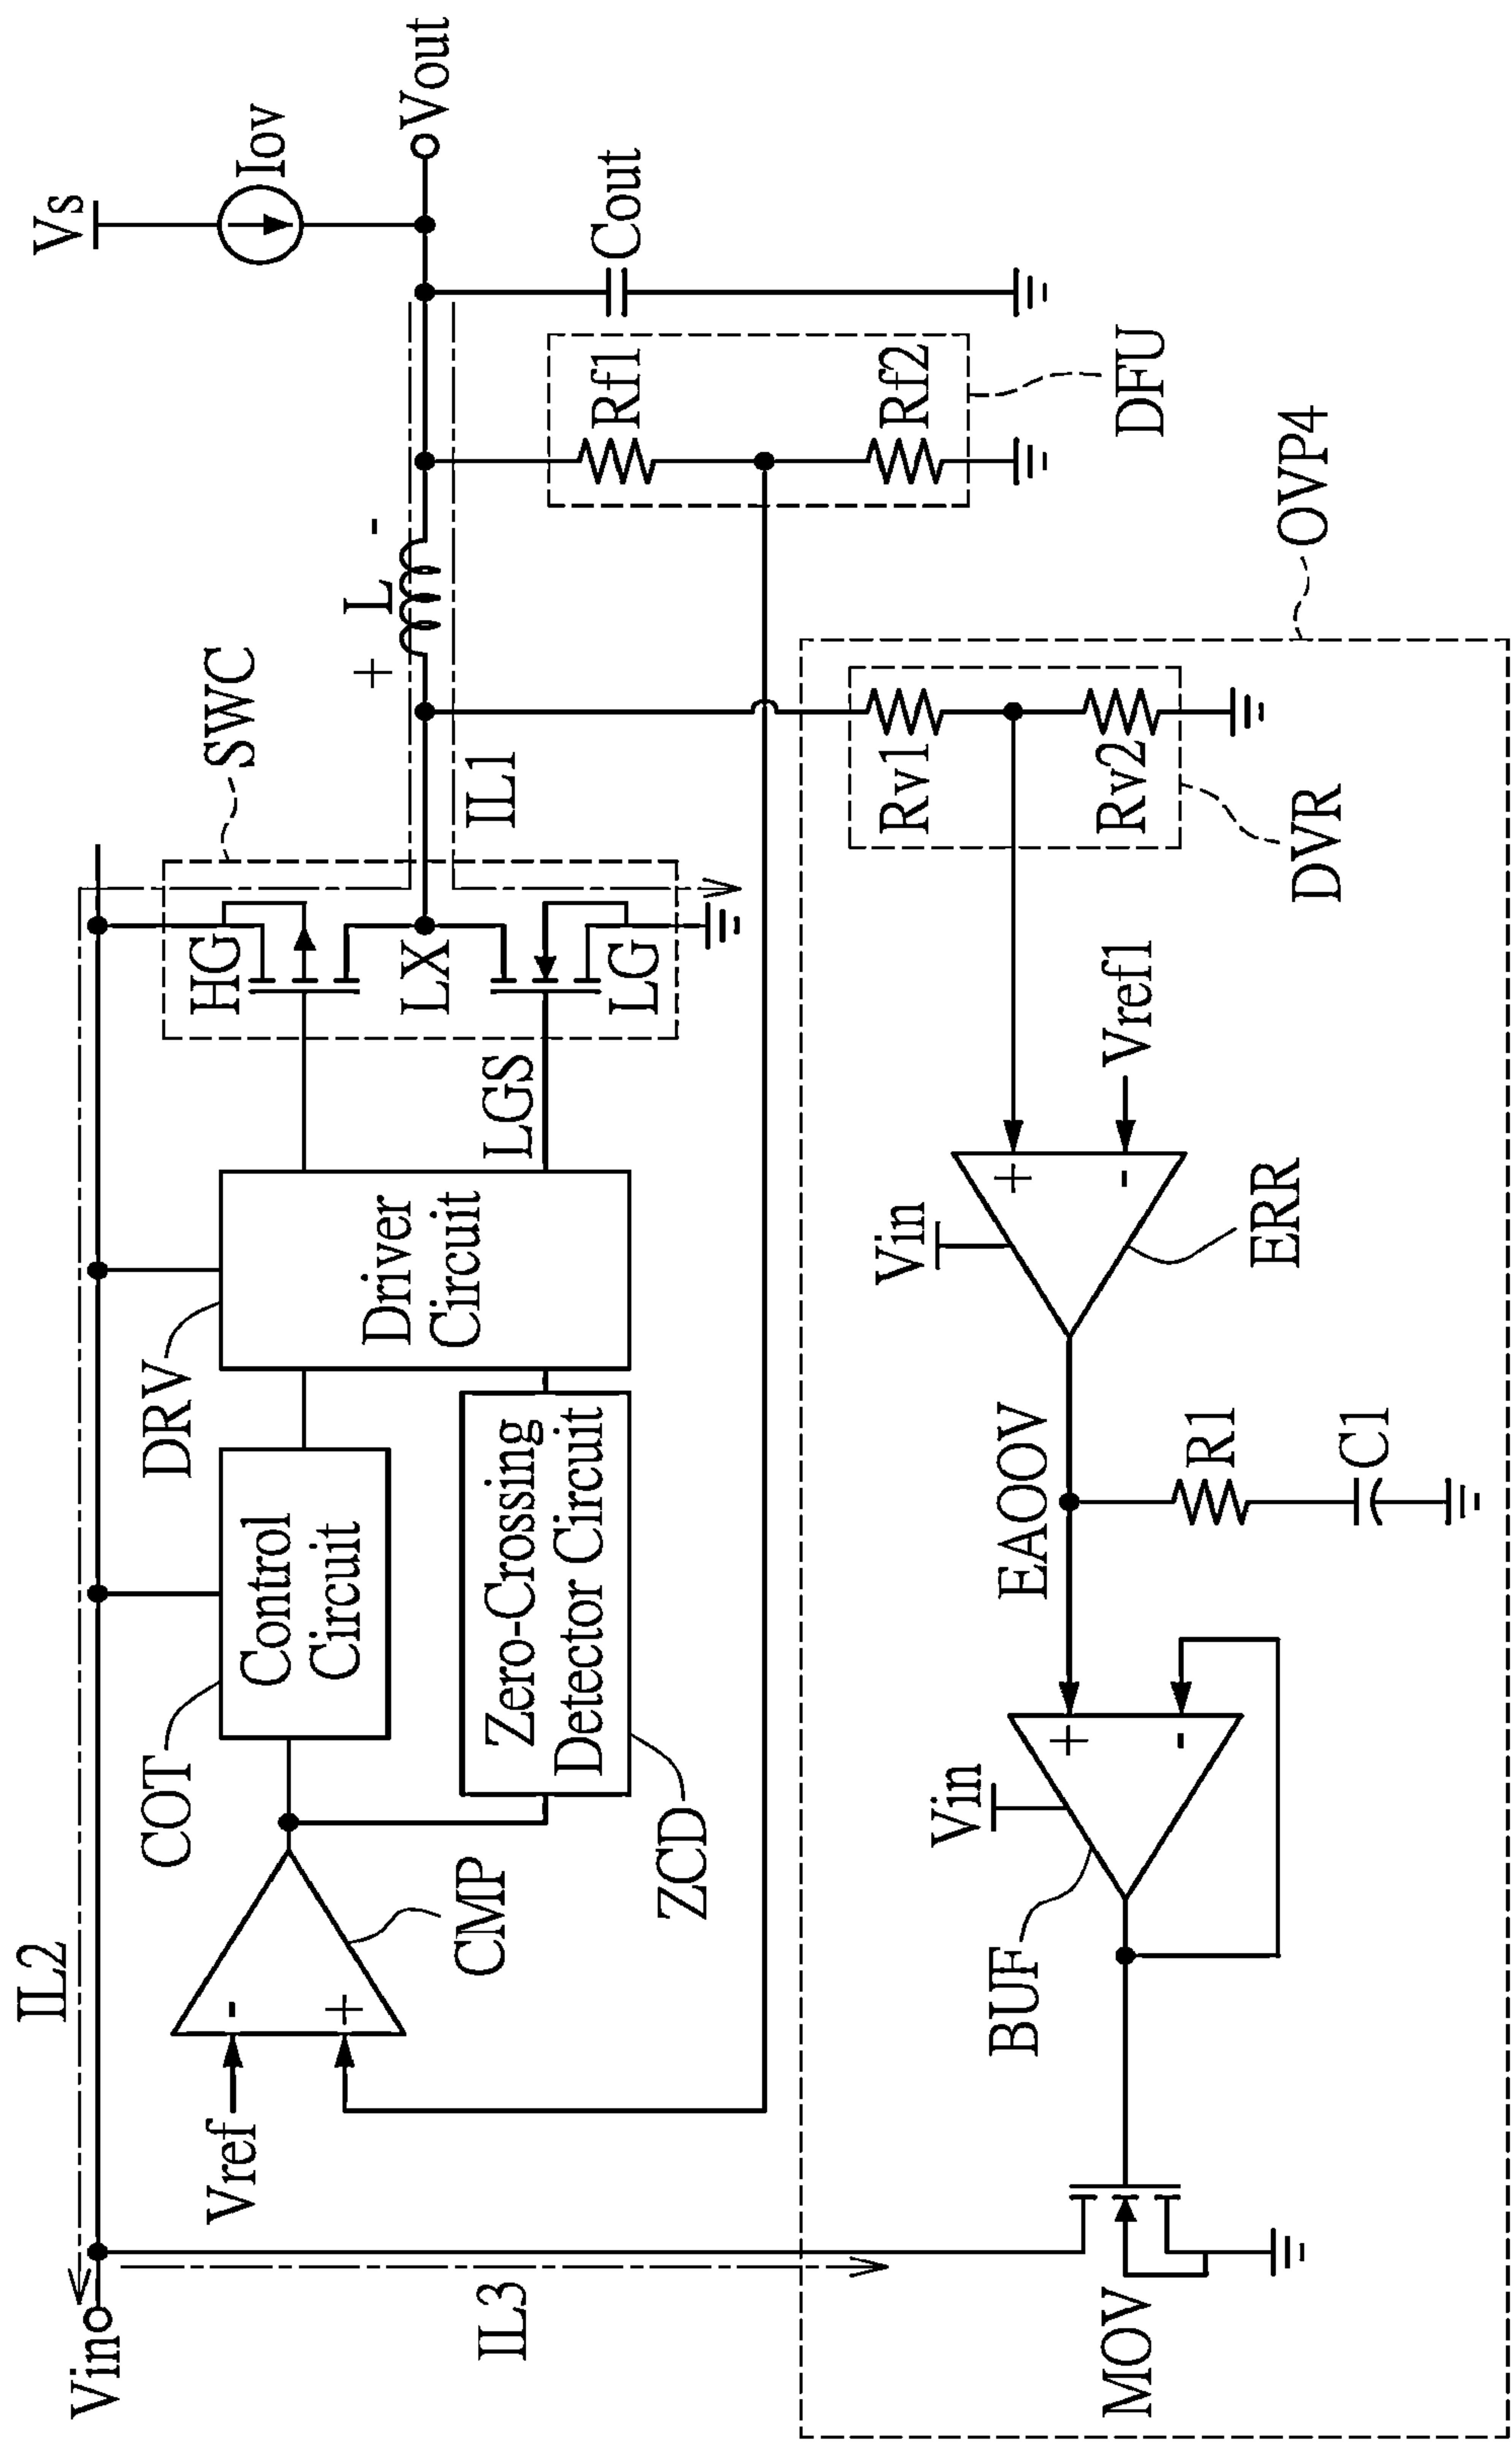 Vs
Iov
Vout
Cout
Rf1
Rf2
DFU
OVP4
L
-
+
SWC
IL1
HG
LX
LG
LGS
Rv1
Rv2
DVR
Driver
Circuit
DRV
Control
Circuit
COT
Zero-Crossing
Detector Circuit
ZCD
CMP
-
+
Vref
IL2
Vin
IL3
Vref1
+
-
Vin
ERR
EAOOV
R1
C1
Vin
+
-
BUF
MOV